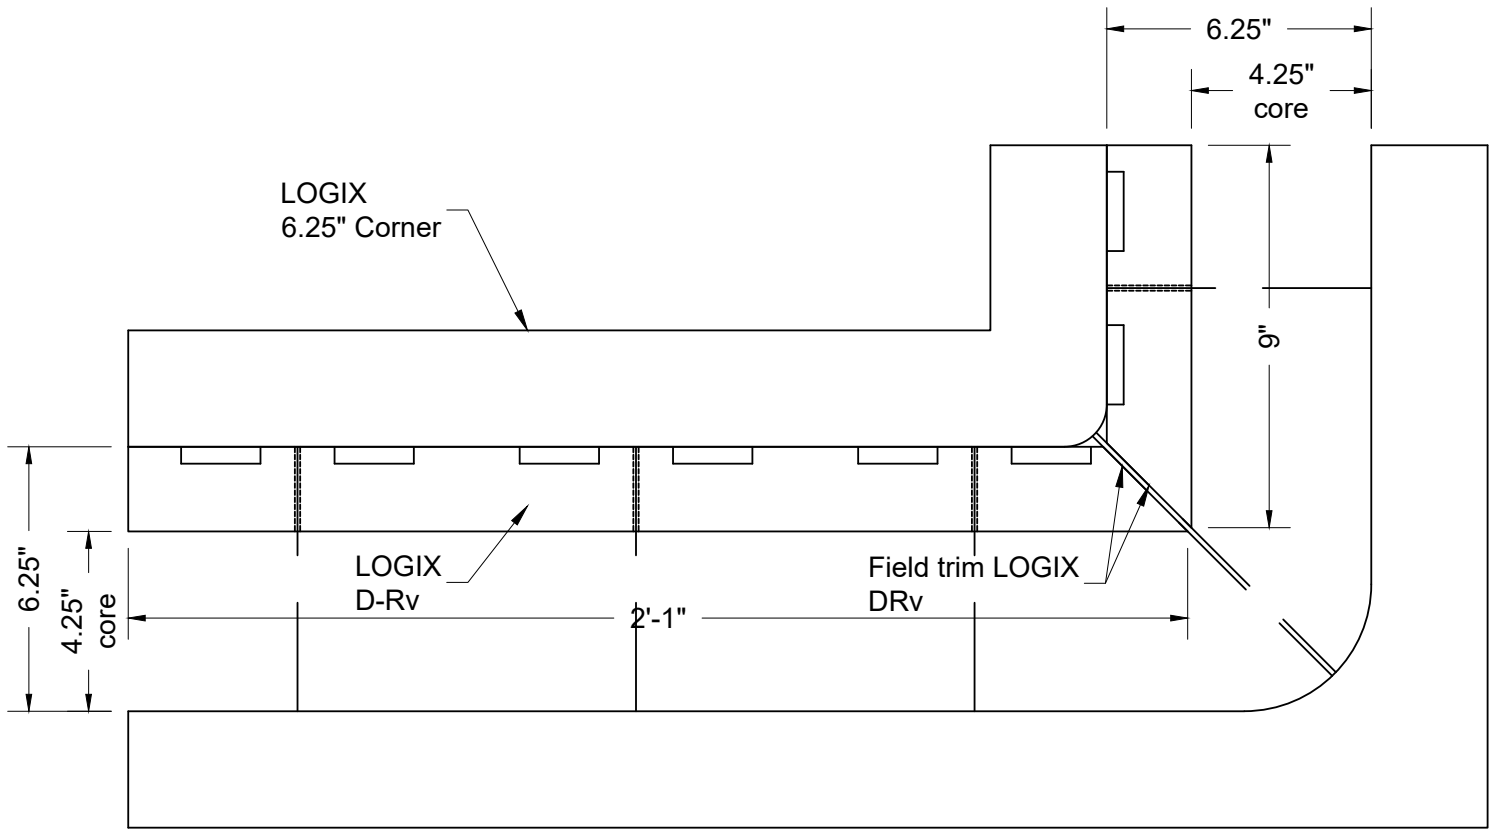 6.25"
4.25"
core
LOGIX
6.25" Corner
9"
6.25"
4.25"
core
LOGIX
D-Rv
Field trim LOGIX
DRv
2'-1"